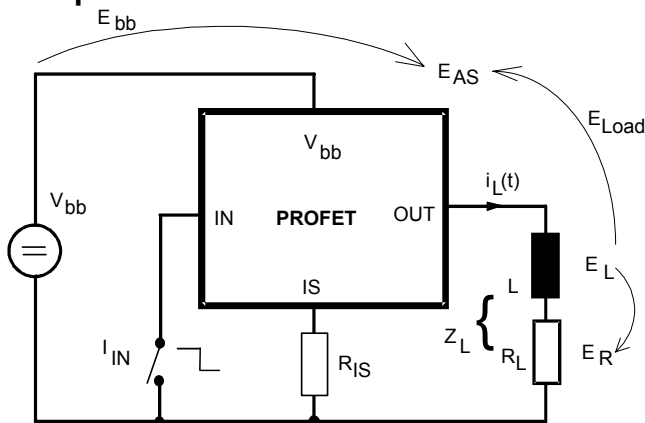 E bb
E AS
E Load
V bb
V bb
i L (t)
IN
PROFET
OUT
IS
L
E L
Z L
{
R L
E R
I IN
R IS